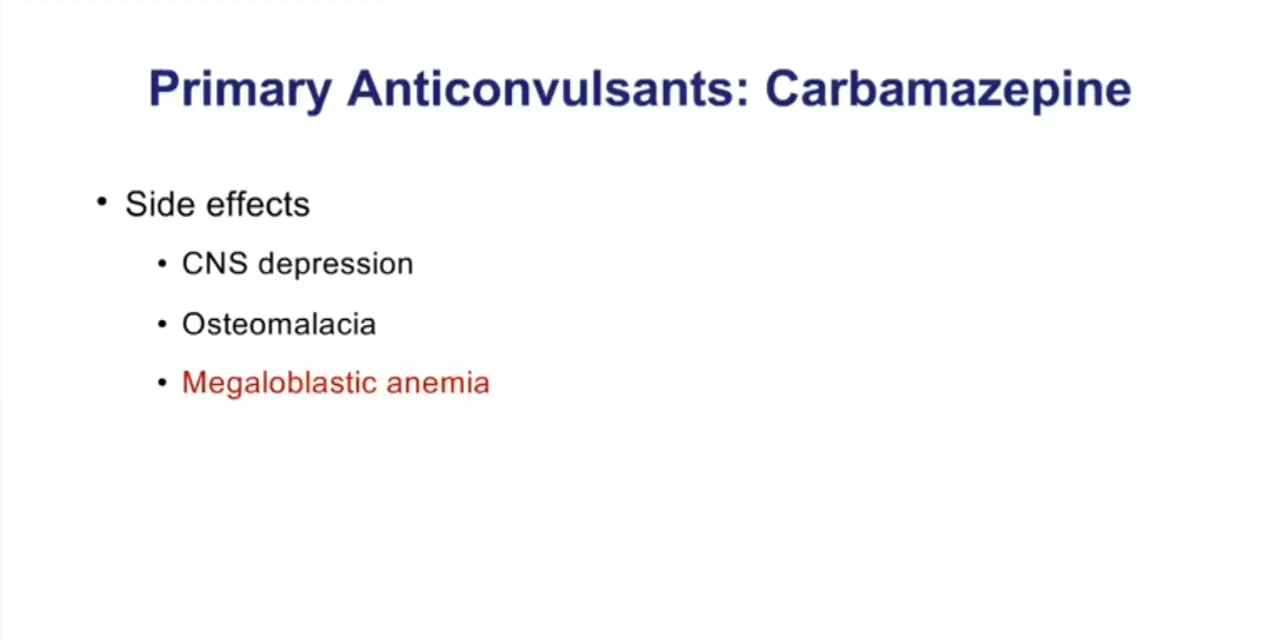 Primary Anticonvulsants: Carbamazepine
• Side effects
• CNS depression
• Osteomalacia
• Megaloblastic anemia